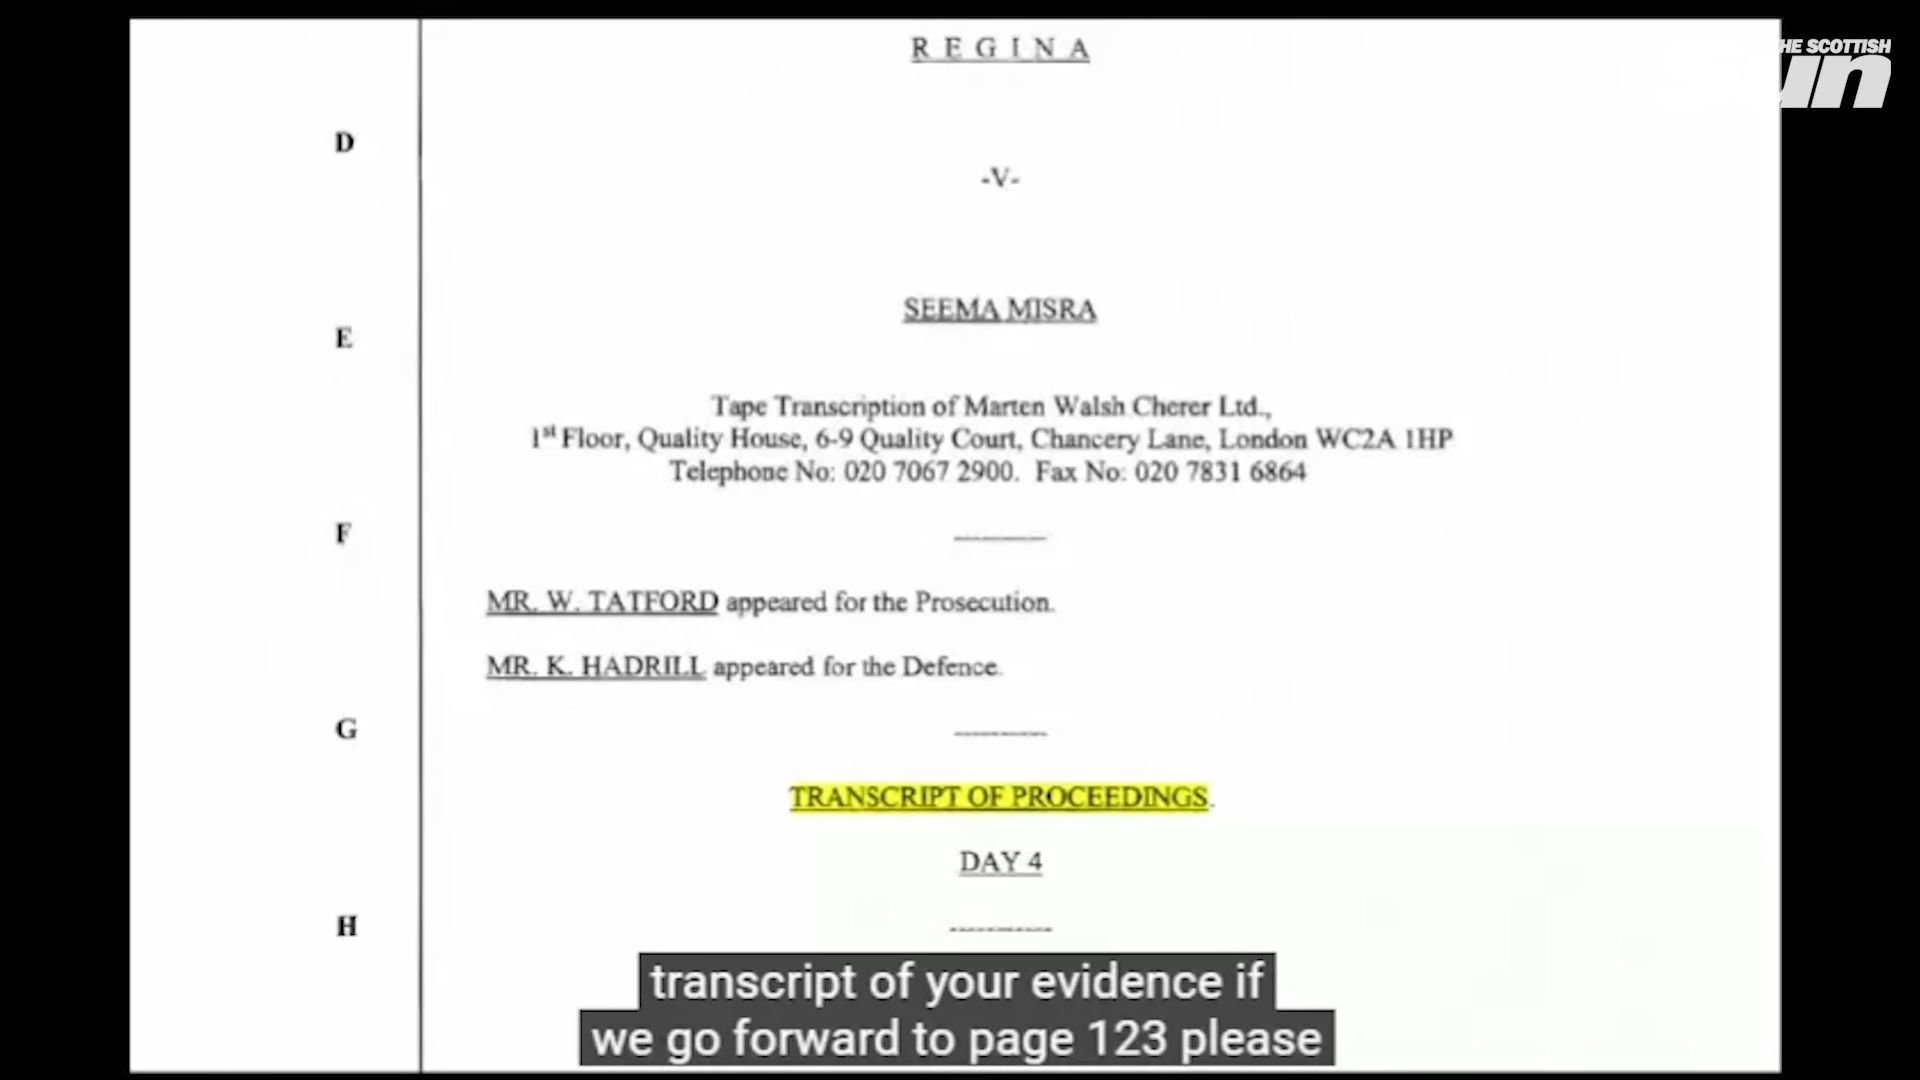 REGINA
THE SCOTTISH
Sun
D
-V-
SEEMA MISRA
E
Tape Transcription of Marten Walsh Cherer Ltd.,
1st Floor, Quality House, 6-9 Quality Court, Chancery Lane, London WC2A 1HP
Telephone No: 020 7067 2900. Fax No: 020 7831 6864
F
MR. W. TATFORD appeared for the Prosecution.
MR. K. HADRILL appeared for the Defence.
G
TRANSCRIPT OF PROCEEDINGS.
DAY 4
H
transcript of your evidence if
we go forward to page 123 please